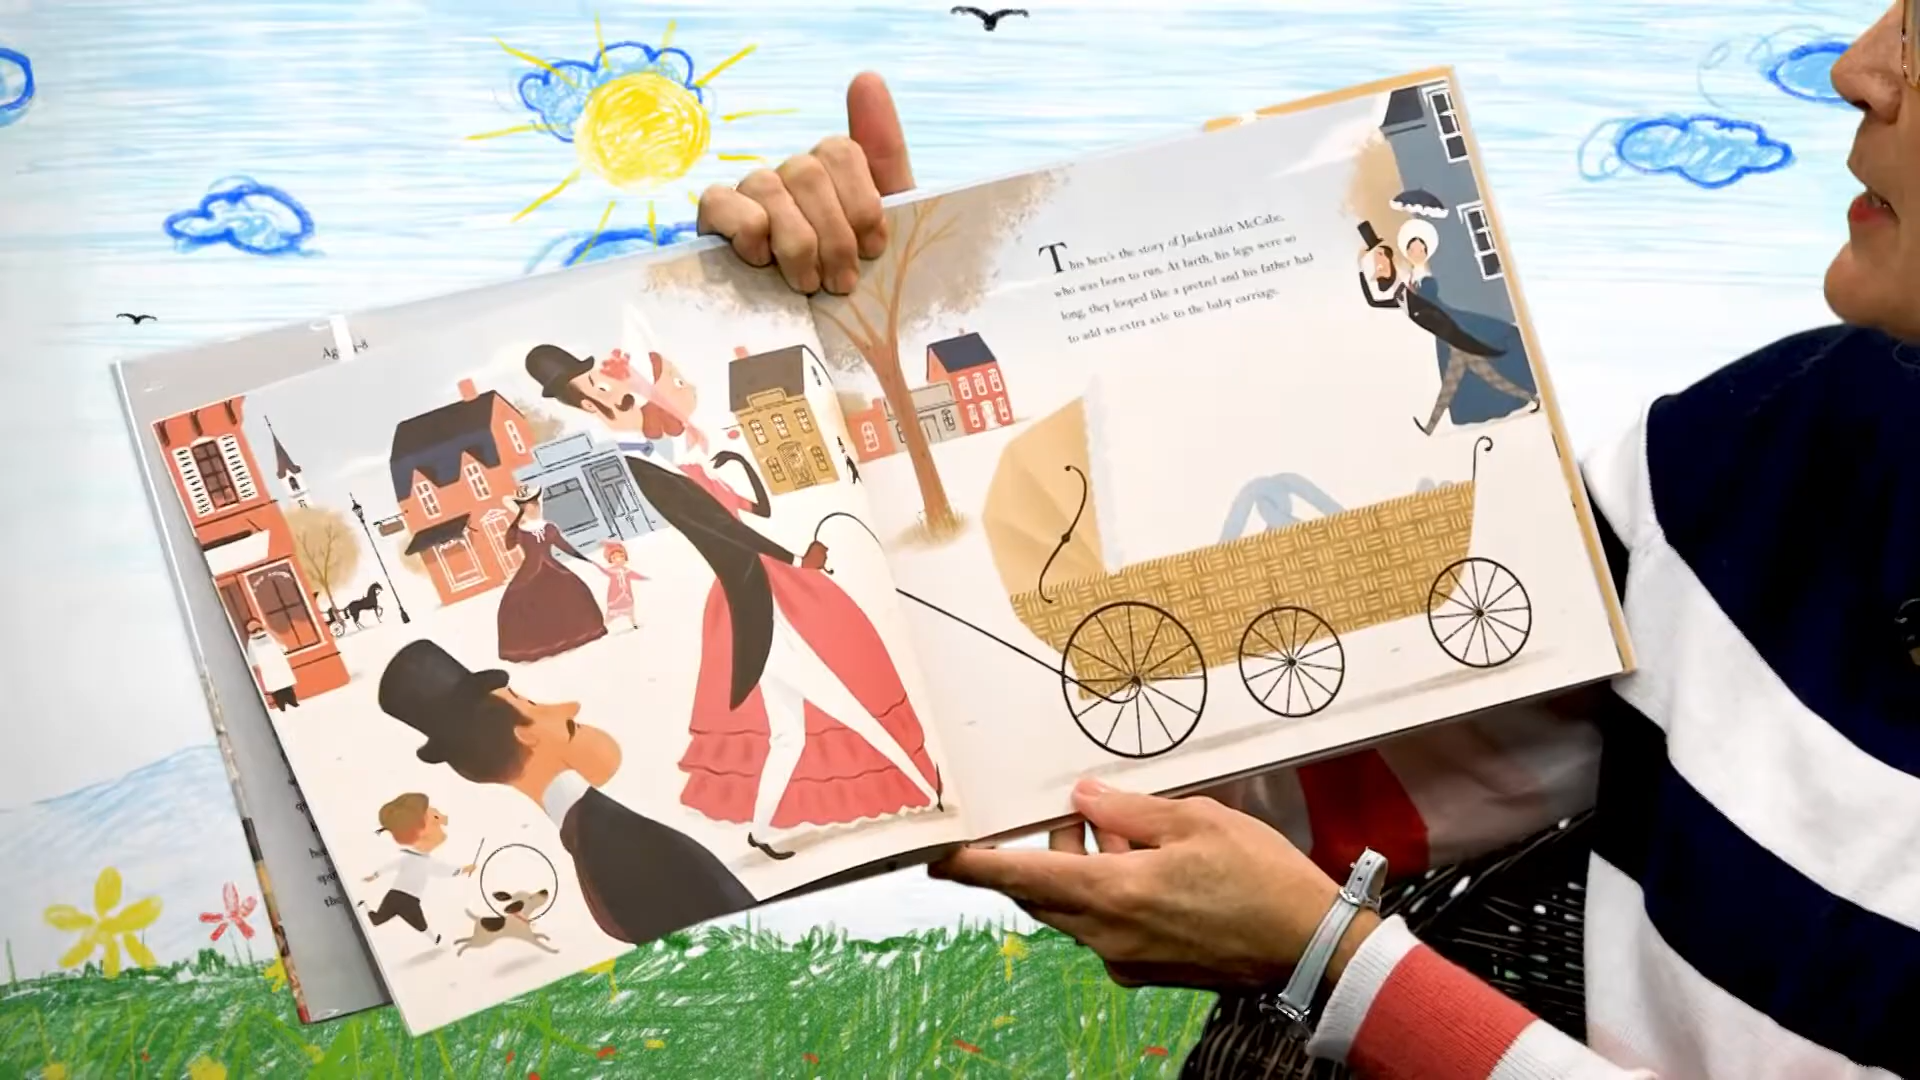 This here's the story of Jackrabbit McCabe,
who was born to run. At birth, his legs were so
long, they looped like a pretzel and his father had
to add an extra axle to the baby carriage.